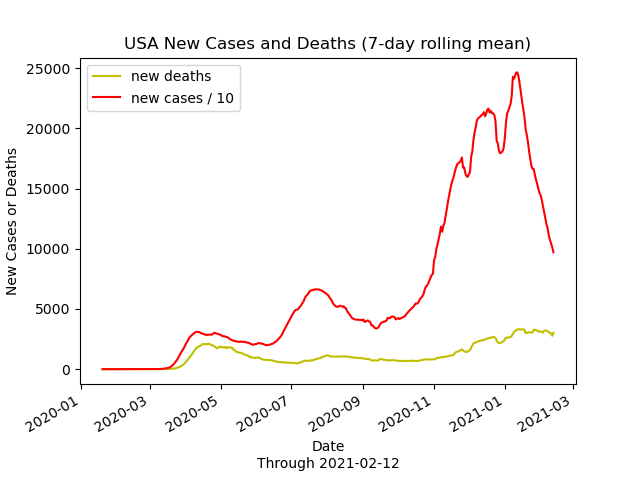 USA New Cases and Deaths (7-day rolling mean)
new deaths
new cases / 10
25000
20000
15000
10000
5000
0
New Cases or Deaths
2020-01
2020-03
2020-05
2020-07
2020-09
2020-11
2021-01
2021-03
Date
Through 2021-02-12